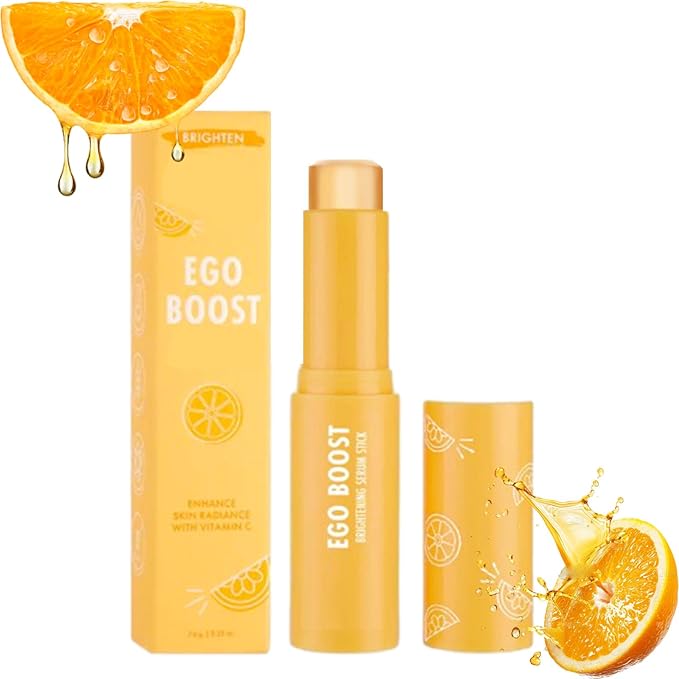 BRIGHTEN
EGO
BOOST
ENHANCE
SKIN RADIANCE
WITH VITAMIN C
EGO BOOST
BRIGHTENING SERUM STICK